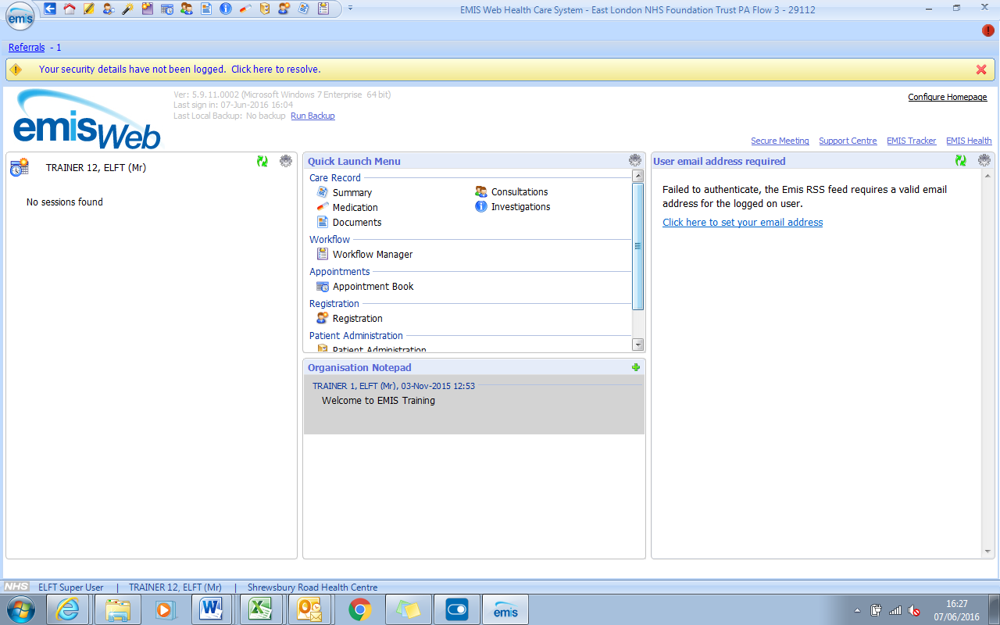 emis
EMIS Web Health Care System - East London NHS Foundation Trust PA Flow 3 - 29112
Referrals - 1
Your security details have not been logged. Click here to resolve.
emisWeb
Ver: 5.9.11.0002 (Microsoft Windows 7 Enterprise 64 bit)
Last sign in: 07-Jun-2016 16:04
Last Local Backup: No backup Run Backup
Configure Homepage
Secure Meeting Support Centre EMIS Tracker EMIS Health
TRAINER 12, ELFT (Mr)
No sessions found
Quick Launch Menu
Care Record
Summary Consultations
Medication Investigations
Documents
Workflow
Workflow Manager
Appointments
Appointment Book
Registration
Registration
Patient Administration
Patient Administration
Organisation Notepad
TRAINER 1, ELFT (Mr), 03-Nov-2015 12:53
Welcome to EMIS Training
User email address required
Failed to authenticate, the Emis RSS feed requires a valid email
address for the logged on user.
Click here to set your email address
NHS ELFT Super User | TRAINER 12, ELFT (Mr) | Shrewsbury Road Health Centre
emis
16:27
07/06/2016